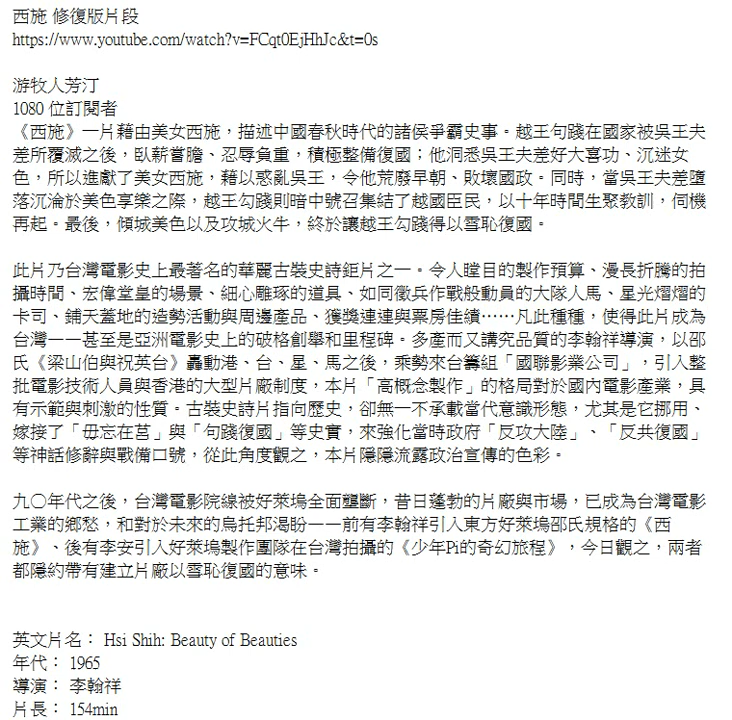 西施 修復版片段
https://www.youtube.com/watch?v=FCqt0EjHhJc&t=0s
游牧人芳汀
1080 位訂閱者
《西施》一片藉由美女西施，描述中國春秋時代的諸侯爭霸史事。越王句踐在國家被吳王夫
差所覆滅之後，臥薪嘗膽、忍辱負重，積極整備復國；他洞悉吳王夫差好大喜功、沉迷女
色，所以進獻了美女西施，藉以惑亂吳王，令他荒廢早朝、敗壞國政。同時，當吳王夫差墮
落沉淪於美色享樂之際，越王勾踐則暗中號召集結了越國臣民，以十年時間生聚教訓，伺機
再起。最後，傾城美色以及攻城火牛，終於讓越王勾踐得以雪恥復國。
此片乃台灣電影史上最著名的華麗古裝史詩鉅片之一。令人瞠目的製作預算、漫長折騰的拍
攝時間、宏偉堂皇的場景、細心雕琢的道具、如同徵兵作戰般動員的大隊人馬、星光熠熠的
卡司、鋪天蓋地的造勢活動與周邊產品、獲獎連連與票房佳績……凡此種種，使得此片成為
台灣——甚至是亞洲電影史上的破格創舉和里程碑。多產而又講究品質的李翰祥導演，以邵
氏《梁山伯與祝英台》轟動港、台、星、馬之後，乘勢來台籌組「國聯影業公司」，引入整
批電影技術人員與香港的大型片廠制度，本片「高概念製作」的格局對於國內電影產業，具
有示範與刺激的性質。古裝史詩片指向歷史，卻無一不承載當代意識形態，尤其是它挪用、
嫁接了「毋忘在莒」與「句踐復國」等史實，來強化當時政府「反攻大陸」、「反共復國」
等神話修辭與戰備口號，從此角度觀之，本片隱隱流露政治宣傳的色彩。
九〇年代之後，台灣電影院線被好萊塢全面壟斷，昔日蓬勃的片廠與市場，已成為台灣電影
工業的鄉愁，和對於未來的烏托邦渴盼——前有李翰祥引入東方好萊塢邵氏規格的《西
施》、後有李安引入好萊塢製作團隊在台灣拍攝的《少年Pi的奇幻旅程》，今日觀之，兩者
都隱約帶有建立片廠以雪恥復國的意味。
英文片名： Hsi Shih: Beauty of Beauties
年代： 1965
導演： 李翰祥
片長： 154min